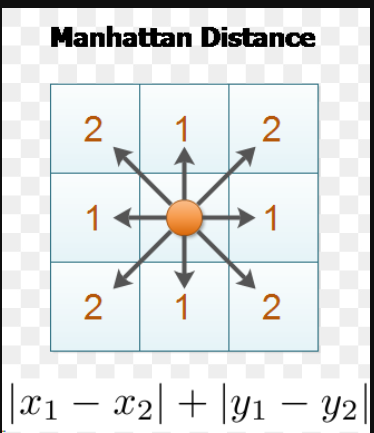 Manhattan Distance
2 1 2
1 1
2 1 2
|x₁ − x₂| + |y₁ − y₂|